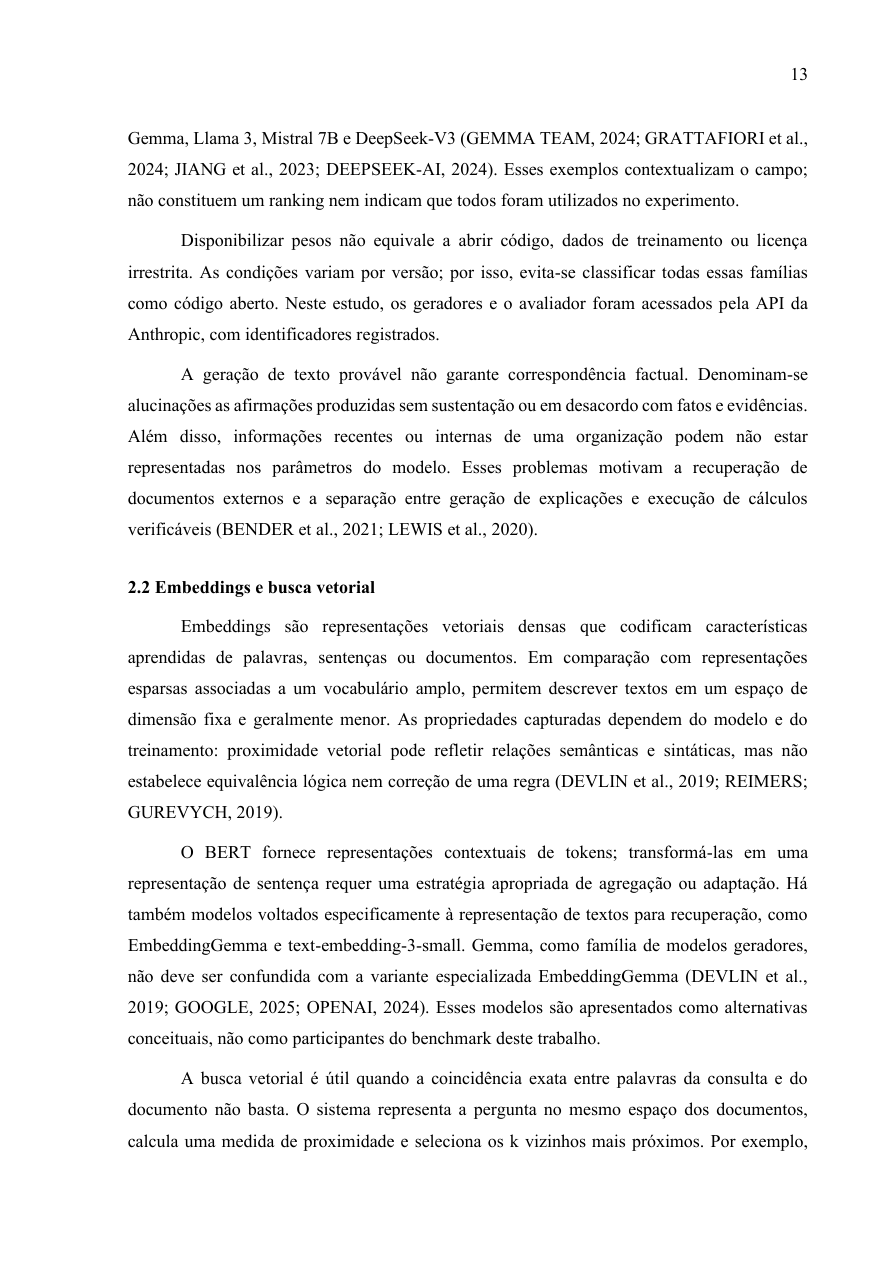 13
Gemma, Llama 3, Mistral 7B e DeepSeek-V3 (GEMMA TEAM, 2024; GRATTAFIORI et al.,
2024; JIANG et al., 2023; DEEPSEEK-AI, 2024). Esses exemplos contextualizam o campo;
não constituem um ranking nem indicam que todos foram utilizados no experimento.
Disponibilizar pesos não equivale a abrir código, dados de treinamento ou licença
irrestrita. As condições variam por versão; por isso, evita-se classificar todas essas famílias
como código aberto. Neste estudo, os geradores e o avaliador foram acessados pela API da
Anthropic, com identificadores registrados.
A geração de texto provável não garante correspondência factual. Denominam-se
alucinações as afirmações produzidas sem sustentação ou em desacordo com fatos e evidências.
Além disso, informações recentes ou internas de uma organização podem não estar
representadas nos parâmetros do modelo. Esses problemas motivam a recuperação de
documentos externos e a separação entre geração de explicações e execução de cálculos
verificáveis (BENDER et al., 2021; LEWIS et al., 2020).
2.2 Embeddings e busca vetorial
Embeddings são representações vetoriais densas que codificam características
aprendidas de palavras, sentenças ou documentos. Em comparação com representações
esparsas associadas a um vocabulário amplo, permitem descrever textos em um espaço de
dimensão fixa e geralmente menor. As propriedades capturadas dependem do modelo e do
treinamento: proximidade vetorial pode refletir relações semânticas e sintáticas, mas não
estabelece equivalência lógica nem correção de uma regra (DEVLIN et al., 2019; REIMERS;
GUREVYCH, 2019).
O BERT fornece representações contextuais de tokens; transformá-las em uma
representação de sentença requer uma estratégia apropriada de agregação ou adaptação. Há
também modelos voltados especificamente à representação de textos para recuperação, como
EmbeddingGemma e text-embedding-3-small. Gemma, como família de modelos geradores,
não deve ser confundida com a variante especializada EmbeddingGemma (DEVLIN et al.,
2019; GOOGLE, 2025; OPENAI, 2024). Esses modelos são apresentados como alternativas
conceituais, não como participantes do benchmark deste trabalho.
A busca vetorial é útil quando a coincidência exata entre palavras da consulta e do
documento não basta. O sistema representa a pergunta no mesmo espaço dos documentos,
calcula uma medida de proximidade e seleciona os k vizinhos mais próximos. Por exemplo,